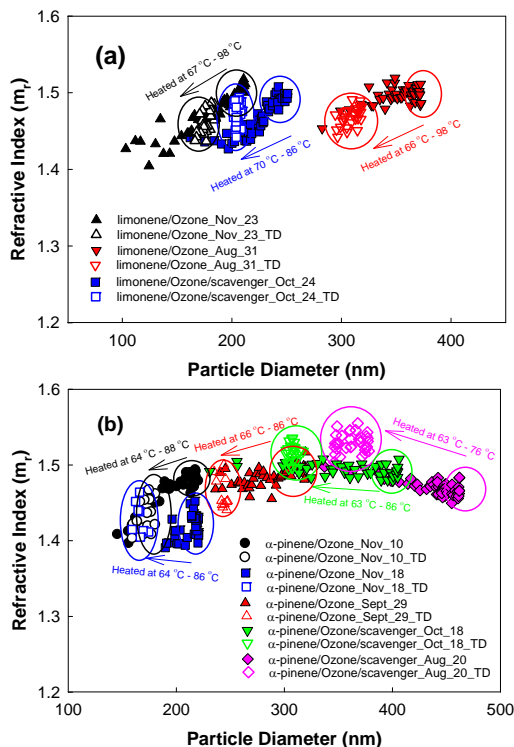 1.6
(a)
Heated at 67 °C - 98 °C
1.5
1.4
Heated at 70 °C - 86 °C
Heated at 66 °C - 98 °C
Refractive Index (mr)
1.3
limonene/Ozone_Nov_23
limonene/Ozone_Nov_23_TD
limonene/Ozone_Aug_31
limonene/Ozone_Aug_31_TD
limonene/Ozone/scavenger_Oct_24
limonene/Ozone/scavenger_Oct_24_TD
1.2
100 200 300 400
Particle Diameter (nm)
1.6
(b)
Heated at 64 °C - 88 °C
Heated at 66 °C - 86 °C
Heated at 63 °C - 76 °C
1.5
Heated at 63 °C - 86 °C
1.4
Heated at 64 °C - 86 °C
Refractive Index (mr)
1.3
α-pinene/Ozone_Nov_10
α-pinene/Ozone_Nov_10_TD
α-pinene/Ozone_Nov_18
α-pinene/Ozone_Nov_18_TD
α-pinene/Ozone_Sept_29
α-pinene/Ozone_Sept_29_TD
α-pinene/Ozone/scavenger_Oct_18
α-pinene/Ozone/scavenger_Oct_18_TD
α-pinene/Ozone/scavenger_Aug_20
α-pinene/Ozone/scavenger_Aug_20_TD
1.2
100 200 300 400 500
Particle Diameter (nm)